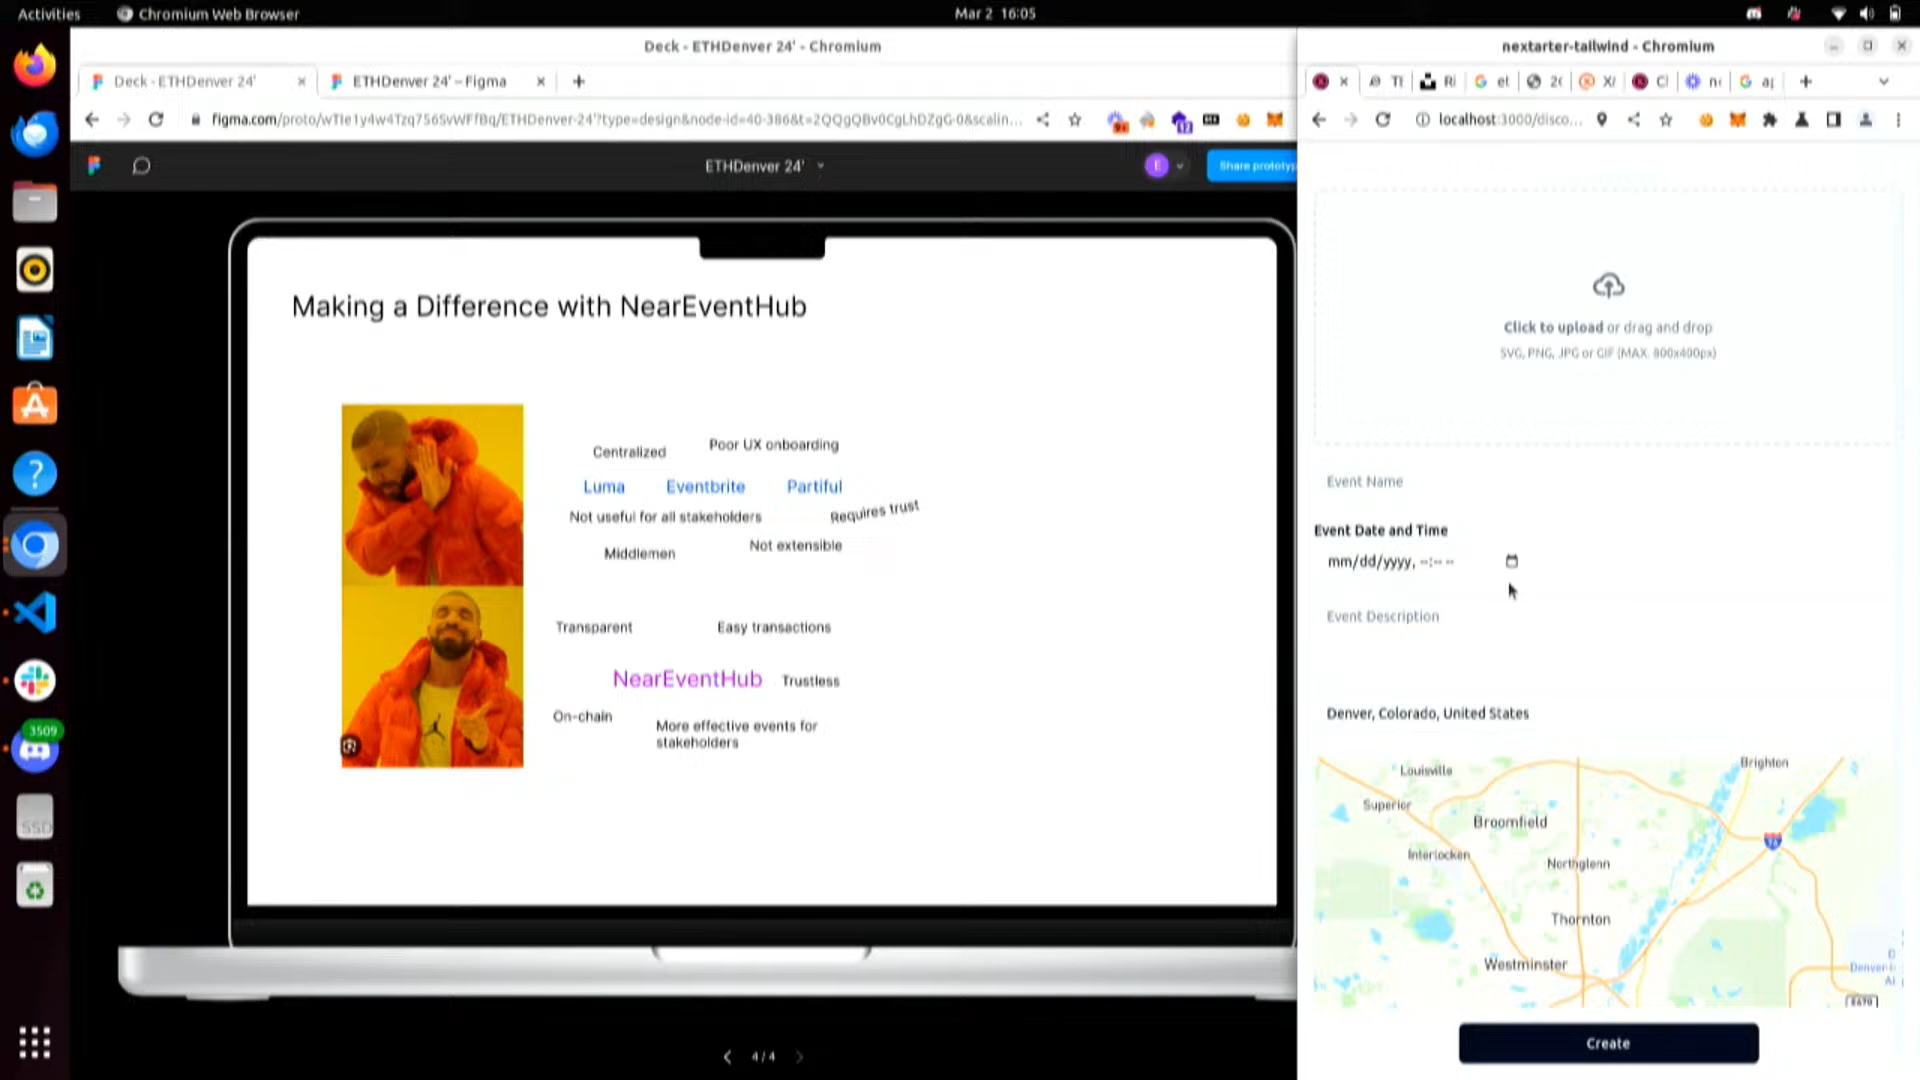 Activities
Chromium Web Browser
Mar 2 16:05
Deck - ETHDenver 24' - Chromium
Deck - ETHDenver 24'
ETHDenver 24' – Figma
ETHDenver 24'
Share prototyp
Making a Difference with NearEventHub
Centralized
Poor UX onboarding
Luma
Eventbrite
Partiful
Not useful for all stakeholders
Requires trust
Middlemen
Not extensible
Transparent
Easy transactions
NearEventHub
Trustless
On-chain
More effective events for
stakeholders
4/4
3509
SSD
nextarter-tailwind - Chromium
localhost:3000/disco...
Click to upload or drag and drop
SVG, PNG, JPG or GIF (MAX. 800x400px)
Event Name
Event Date and Time
mm/dd/yyyy, --:-- --
Event Description
Denver, Colorado, United States
Louisville
Brighton
Superior
Broomfield
Interlocken
Northglenn
76
Thornton
Westminster
E470
Create